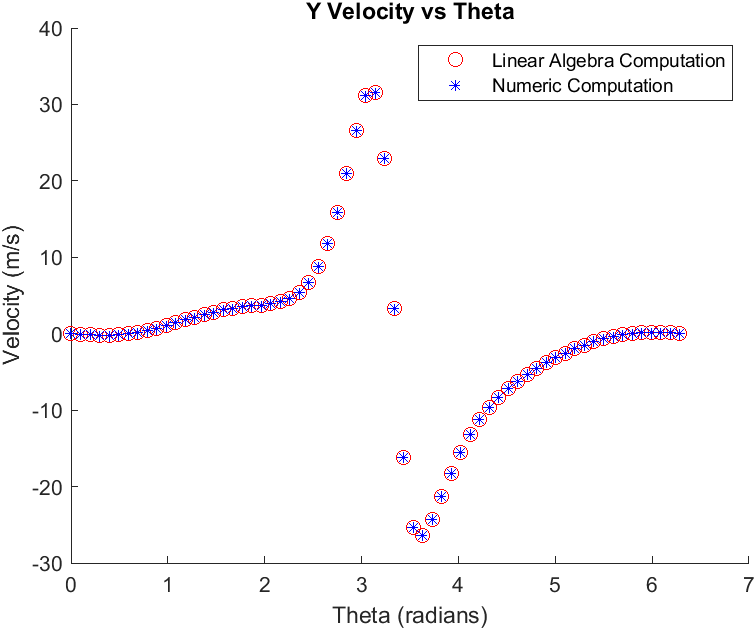 Y Velocity vs Theta
Linear Algebra Computation
Numeric Computation
40
30
20
10
0
-10
-20
-30
Velocity (m/s)
0 1 2 3 4 5 6 7
Theta (radians)